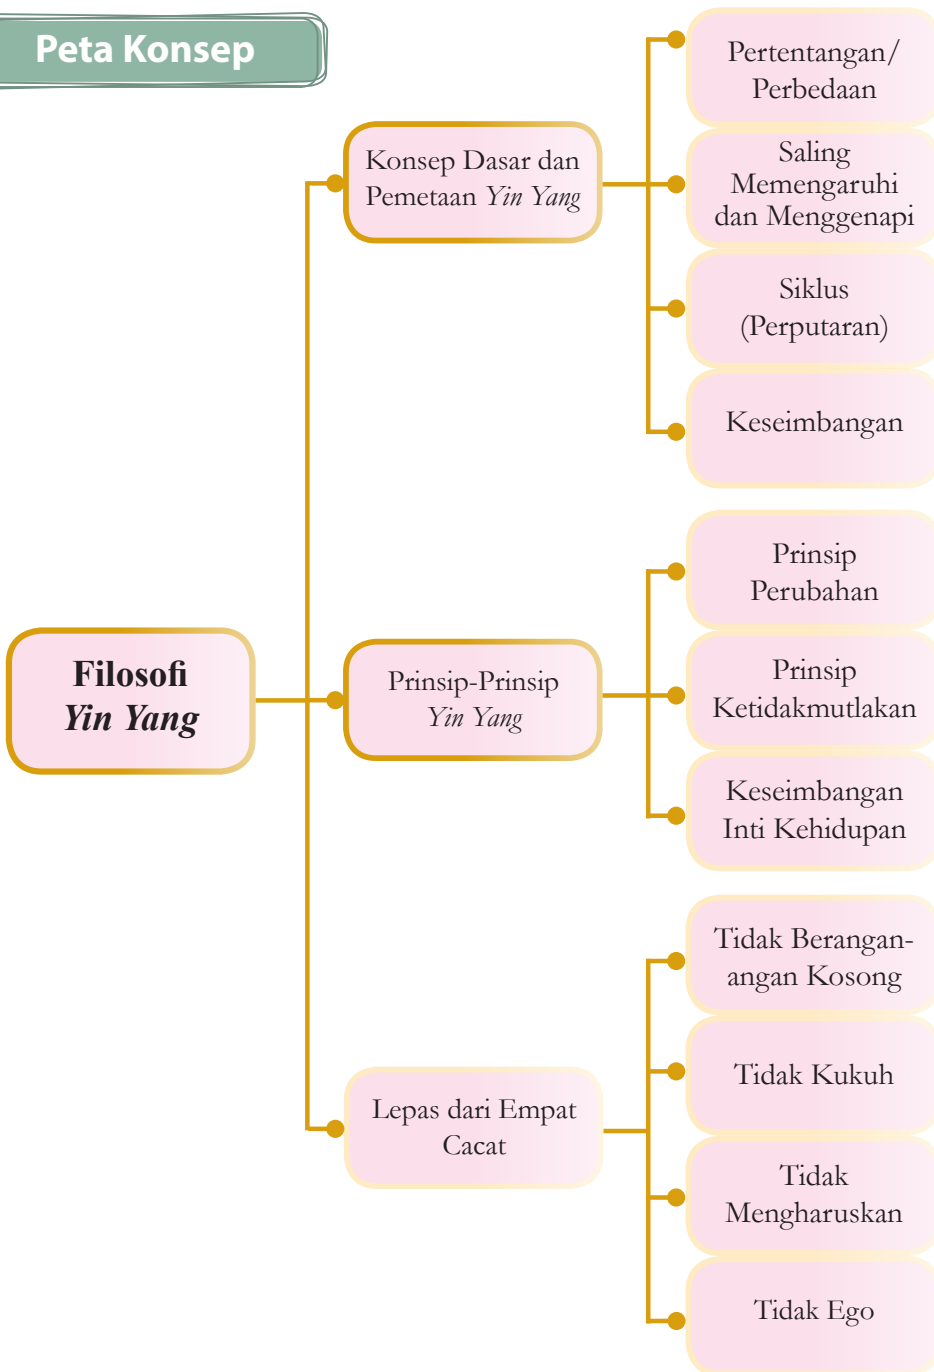 Peta Konsep
Filosofi
Yin Yang
Konsep Dasar dan
Pemetaan Yin Yang
Pertentangan/
Perbedaan
Saling
Memengaruhi
dan Menggenapi
Siklus
(Perputaran)
Keseimbangan
Prinsip-Prinsip
Yin Yang
Prinsip
Perubahan
Prinsip
Ketidakmutlakan
Keseimbangan
Inti Kehidupan
Lepas dari Empat
Cacat
Tidak Berangan-
angan Kosong
Tidak Kukuh
Tidak
Mengharuskan
Tidak Ego